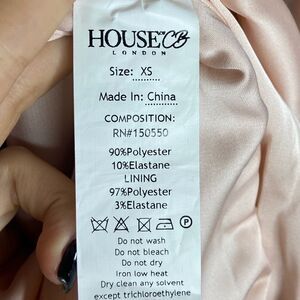 HOUSE OF CB
LONDON
Size: XS
Made In: China
COMPOSITION:
RN#150550
90%Polyester
10%Elastane
LINING
97%Polyester
3%Elastane
P
Do not wash
Do not bleach
Do not dry
Iron low heat
Dry clean any solvent
except trichloroethylene